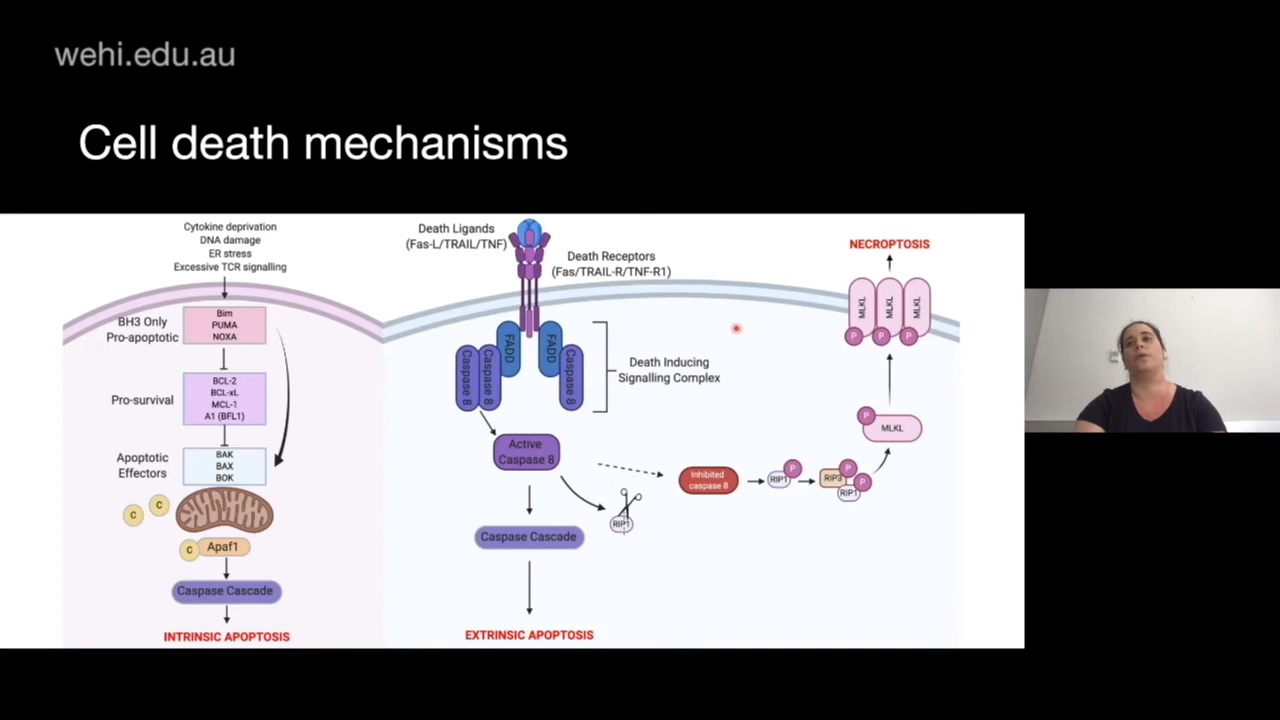 wehi.edu.au
Cell death mechanisms
Cytokine deprivation
DNA damage
ER stress
Excessive TCR signalling
BH3 Only
Pro-apoptotic
Bim
PUMA
NOXA
Pro-survival
BCL-2
BCL-xL
MCL-1
A1 (BFL1)
Apoptotic
Effectors
BAK
BAX
BOK
C
C
C
Apaf1
Caspase Cascade
INTRINSIC APOPTOSIS
Death Ligands
(Fas-L/TRAIL/TNF)
Death Receptors
(Fas/TRAIL-R/TNF-R1)
FADD
FADD
Caspase 8
Caspase 8
Caspase 8
Death Inducing
Signalling Complex
Active
Caspase 8
RIP1
Caspase Cascade
EXTRINSIC APOPTOSIS
Inhibited
caspase 8
RIP1
P
RIP3
P
RIP1
P
P
MLKL
MLKL
MLKL
MLKL
P
P
P
NECROPTOSIS